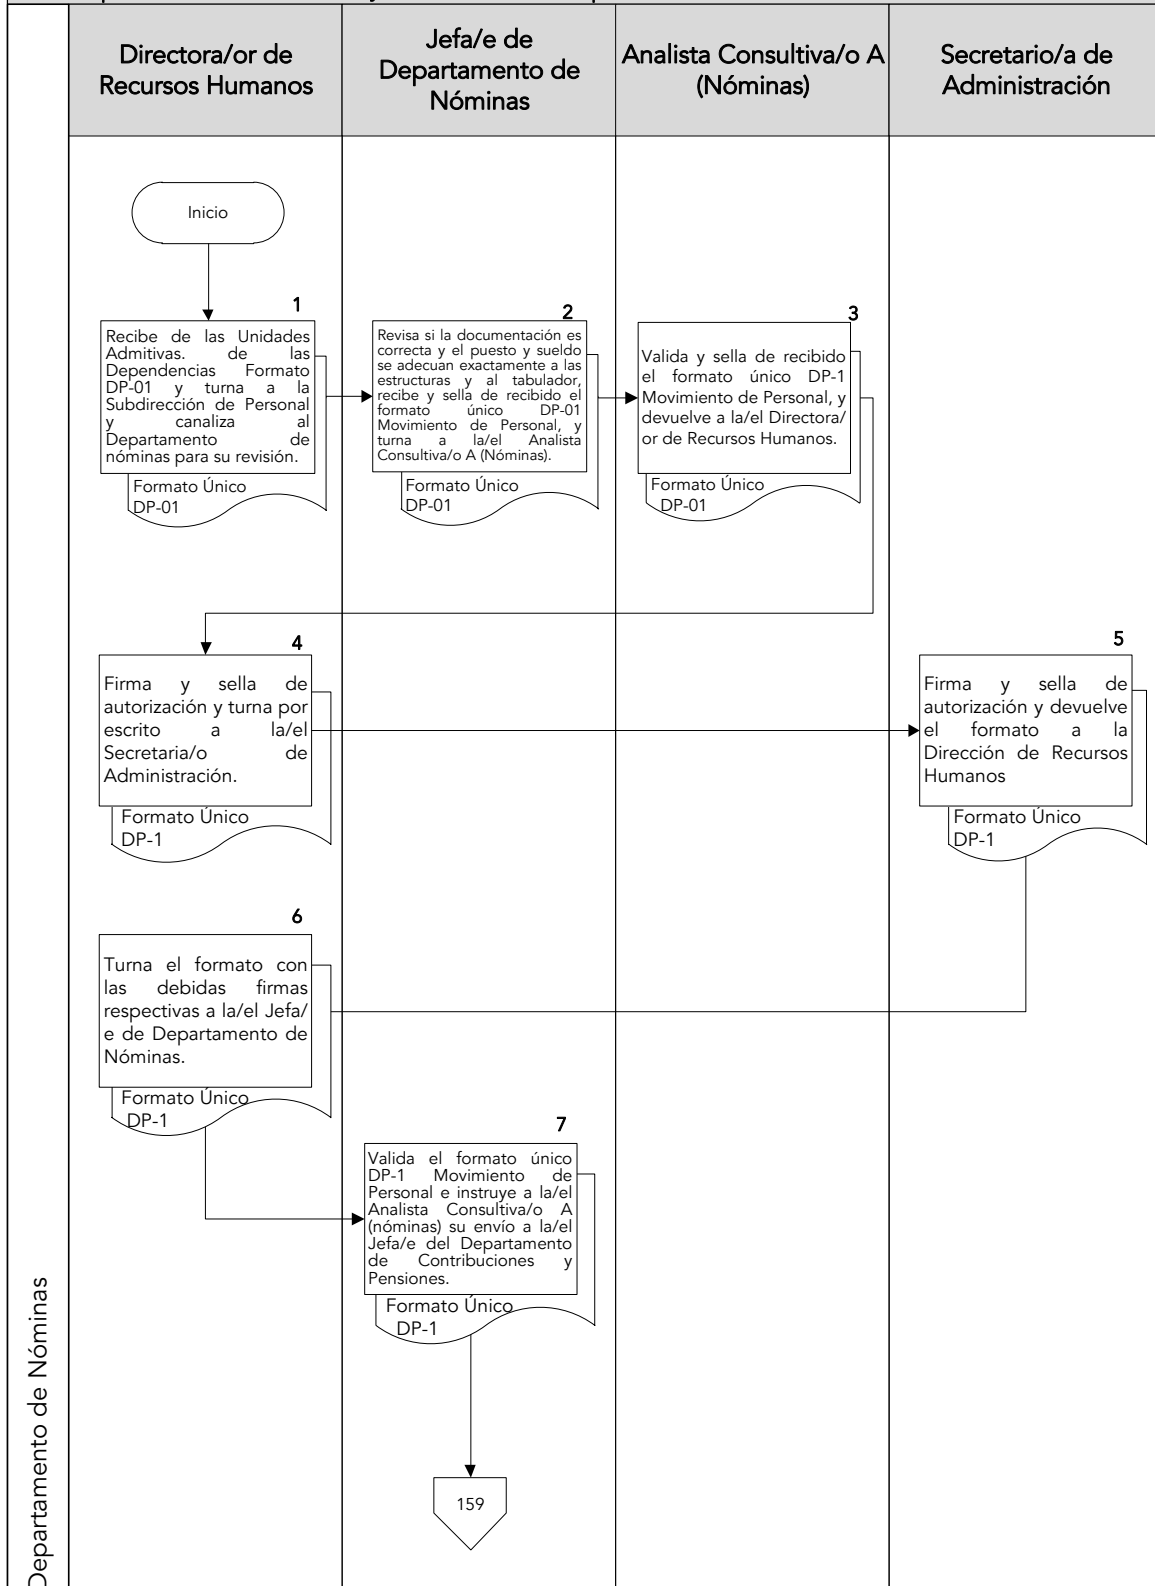 Directora/or de
Recursos Humanos
Jefa/e de
Departamento de
Nóminas
Analista Consultiva/o A
(Nóminas)
Secretario/a de
Administración
Inicio
1
Recibe de las Unidades
Admitivas. de las
Dependencias Formato
DP-01 y turna a la
Subdirección de Personal
y canaliza al
Departamento de
nóminas para su revisión.
Formato Único
DP-01
2
Revisa si la documentación es
correcta y el puesto y sueldo
se adecuan exactamente a las
estructuras y al tabulador,
recibe y sella de recibido el
formato único DP-01
Movimiento de Personal, y
turna a la/el Analista
Consultiva/o A (Nóminas).
Formato Único
DP-01
3
Valida y sella de recibido
el formato único DP-1
Movimiento de Personal, y
devuelve a la/el Directora/
or de Recursos Humanos.
Formato Único
DP-01
4
Firma y sella de
autorización y turna por
escrito a la/el
Secretaria/o de
Administración.
Formato Único
DP-1
5
Firma y sella de
autorización y devuelve
el formato a la
Dirección de Recursos
Humanos
Formato Único
DP-1
6
Turna el formato con
las debidas firmas
respectivas a la/el Jefa/
e de Departamento de
Nóminas.
Formato Único
DP-1
7
Valida el formato único
DP-1 Movimiento de
Personal e instruye a la/el
Analista Consultiva/o A
(nóminas) su envío a la/el
Jefa/e del Departamento
de Contribuciones y
Pensiones.
Formato Único
DP-1
159
Departamento de Nóminas